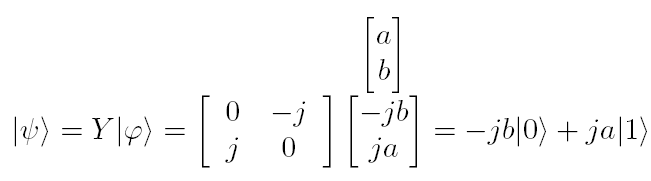 [a
b]
|ψ⟩ = Y|φ⟩ = [0 −j
j 0] [−jb
ja] = −jb|0⟩ + ja|1⟩